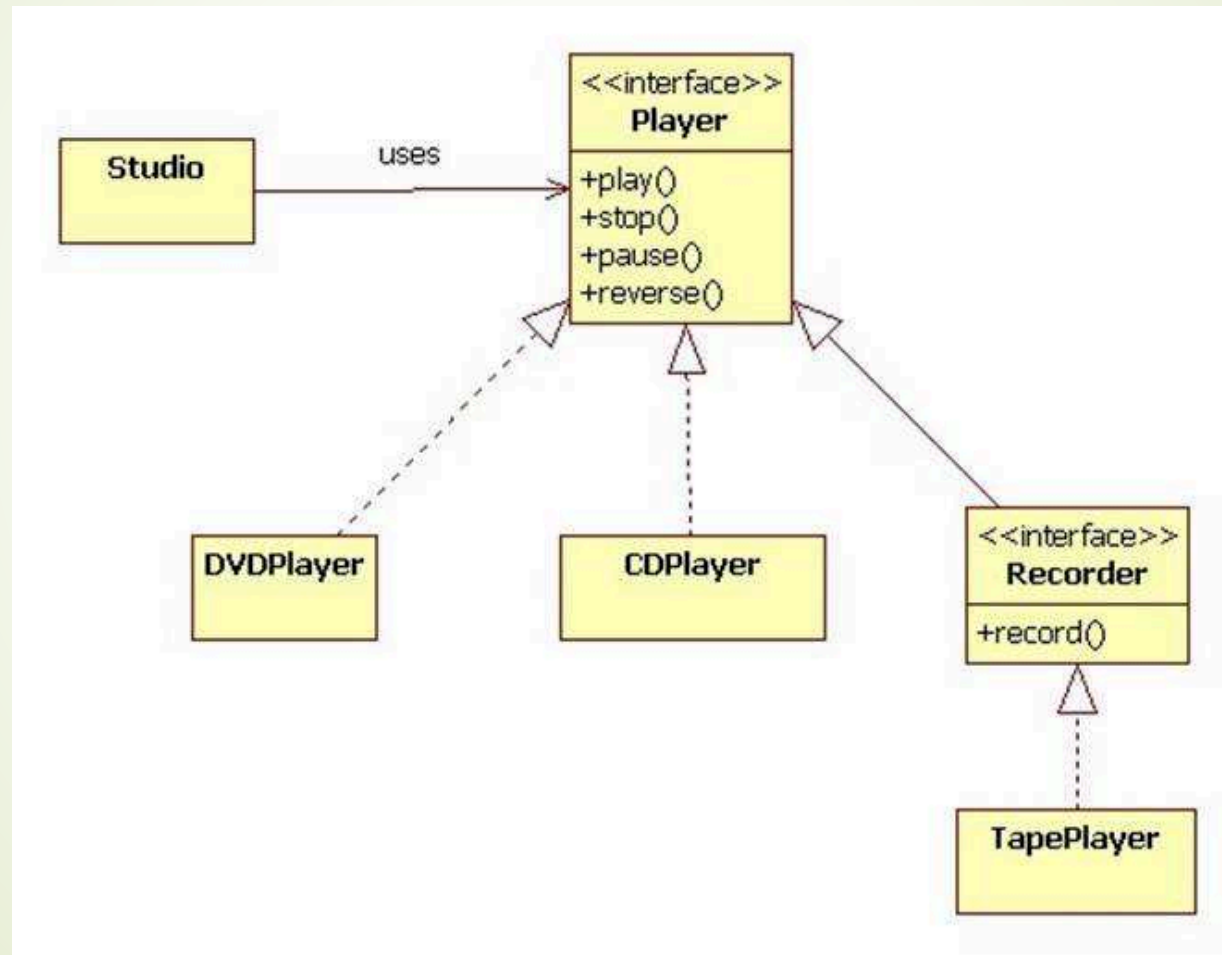 <<interface>>
Player
+play()
+stop()
+pause()
+reverse()
Studio
uses
DVDPlayer
CDPlayer
<<interface>>
Recorder
+record()
TapePlayer